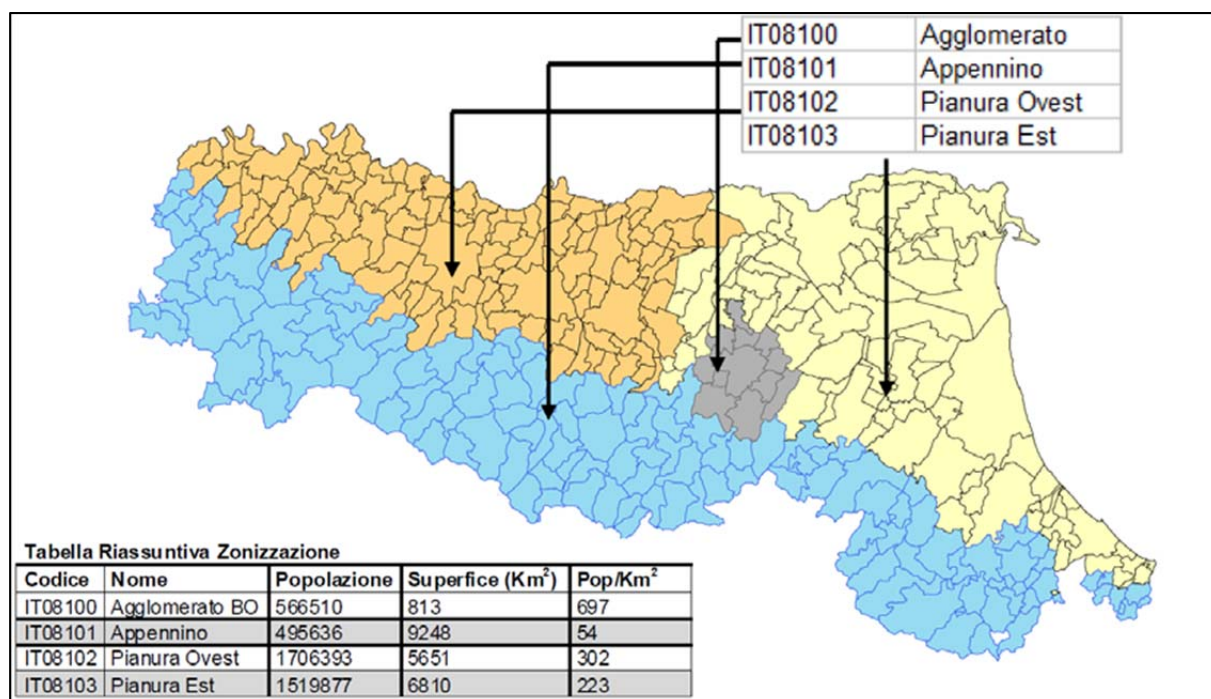 IT08100 Agglomerato
IT08101 Appennino
IT08102 Pianura Ovest
IT08103 Pianura Est
Tabella Riassuntiva Zonizzazione
Codice Nome Popolazione Superfice (Km²) Pop/Km²
IT08100 Agglomerato BO 566510 813 697
IT08101 Appennino 495636 9248 54
IT08102 Pianura Ovest 1706393 5651 302
IT08103 Pianura Est 1519877 6810 223